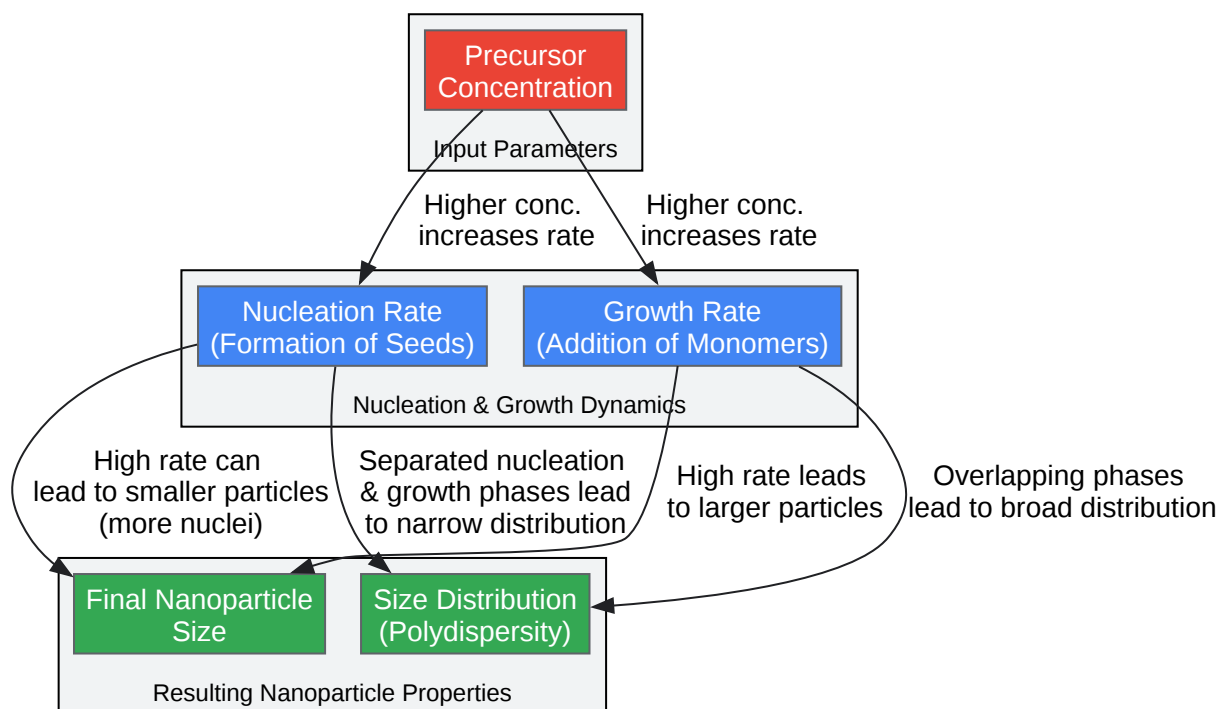 Precursor
Concentration
Input Parameters
Higher conc.
increases rate
Higher conc.
increases rate
Nucleation Rate
(Formation of Seeds)
Growth Rate
(Addition of Monomers)
Nucleation & Growth Dynamics
High rate can
lead to smaller particles
(more nuclei)
Separated nucleation
& growth phases lead
to narrow distribution
High rate leads
to larger particles
Overlapping phases
lead to broad distribution
Final Nanoparticle
Size
Size Distribution
(Polydispersity)
Resulting Nanoparticle Properties